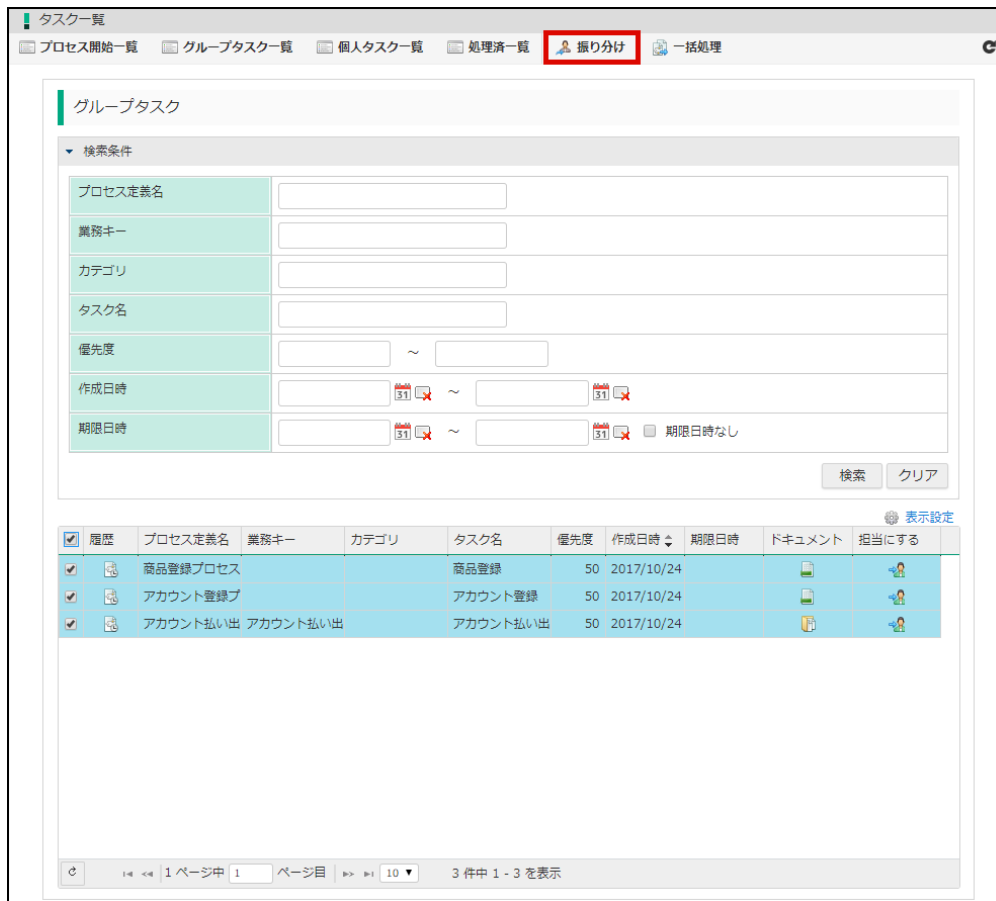 タスク一覧
プロセス開始一覧 グループタスク一覧 個人タスク一覧 処理済一覧 振り分け 一括処理
グループタスク
検索条件
プロセス定義名
業務キー
カテゴリ
タスク名
優先度 ～
作成日時 31 ～ 31
期限日時 31 ～ 31 期限日時なし
検索 クリア
表示設定
履歴 プロセス定義名 業務キー カテゴリ タスク名 優先度 作成日時 期限日時 ドキュメント 担当にする
商品登録プロセス 商品登録 50 2017/10/24
アカウント登録プ アカウント登録 50 2017/10/24
アカウント払い出 アカウント払い出 アカウント払い出 50 2017/10/24
1 ページ中 1 ページ目 10 3 件中 1 - 3 を表示